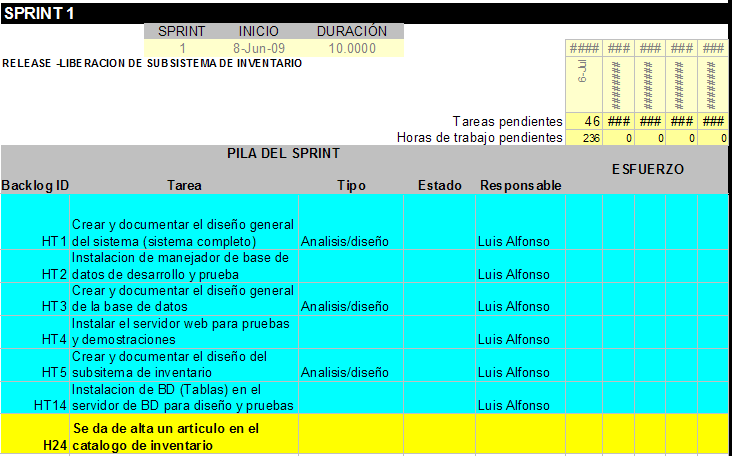 SPRINT 1
SPRINT INICIO DURACIÓN
1 8-Jun-09 10.0000
#### ### ### ### ###
RELEASE -LIBERACION DE SUBSISTEMA DE INVENTARIO
6-Jul ######## ######## ######## ########
Tareas pendientes 46 ### ### ### ###
Horas de trabajo pendientes 236 0 0 0 0
PILA DEL SPRINT
ESFUERZO
Backlog ID Tarea Tipo Estado Responsable
Crear y documentar el diseño general
HT1 del sistema (sistema completo) Analisis/diseño Luis Alfonso
Instalacion de manejador de base de
HT2 datos de desarrollo y prueba Luis Alfonso
Crear y documentar el diseño general
HT3 de la base de datos Analisis/diseño Luis Alfonso
Instalar el servidor web para pruebas
HT4 y demostraciones Luis Alfonso
Crear y documentar el diseño del
HT5 subsitema de inventario Analisis/diseño Luis Alfonso
Instalacion de BD (Tablas) en el
HT14 servidor de BD para diseño y pruebas Luis Alfonso
Se da de alta un articulo en el
H24 catalogo de inventario